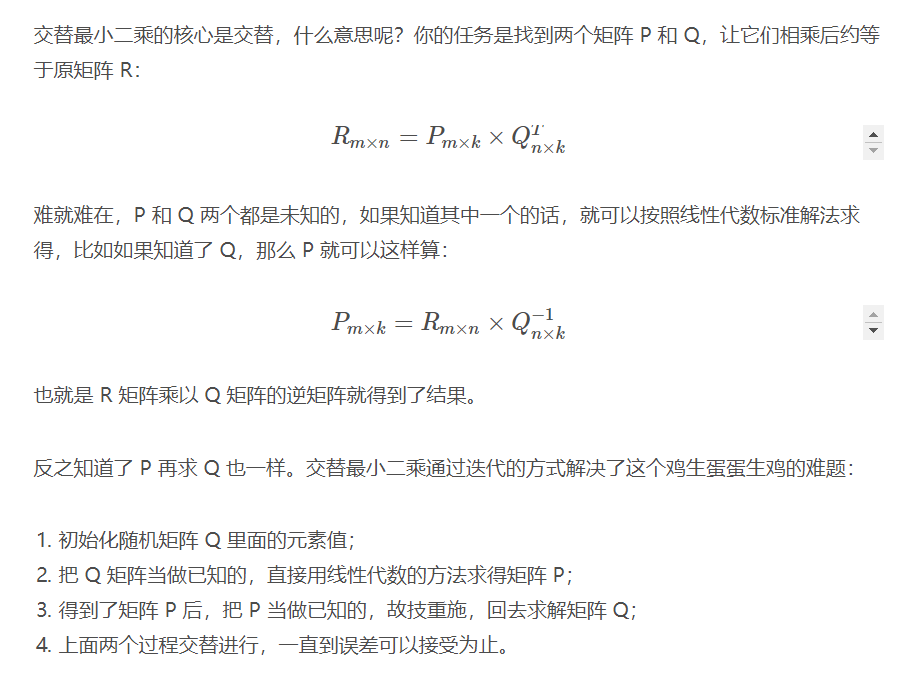 交替最小二乘的核心是交替，什么意思呢？你的任务是找到两个矩阵 P 和 Q，让它们相乘后约等
于原矩阵 R：
R_{m×n} = P_{m×k} × Q^T_{n×k}
难就难在，P 和 Q 两个都是未知的，如果知道其中一个的话，就可以按照线性代数标准解法求
得，比如如果知道了 Q，那么 P 就可以这样算：
P_{m×k} = R_{m×n} × Q^{-1}_{n×k}
也就是 R 矩阵乘以 Q 矩阵的逆矩阵就得到了结果。
反之知道了 P 再求 Q 也一样。交替最小二乘通过迭代的方式解决了这个鸡生蛋蛋生鸡的难题：
1. 初始化随机矩阵 Q 里面的元素值；
2. 把 Q 矩阵当做已知的，直接用线性代数的方法求得矩阵 P；
3. 得到了矩阵 P 后，把 P 当做已知的，故技重施，回去求解矩阵 Q；
4. 上面两个过程交替进行，一直到误差可以接受为止。